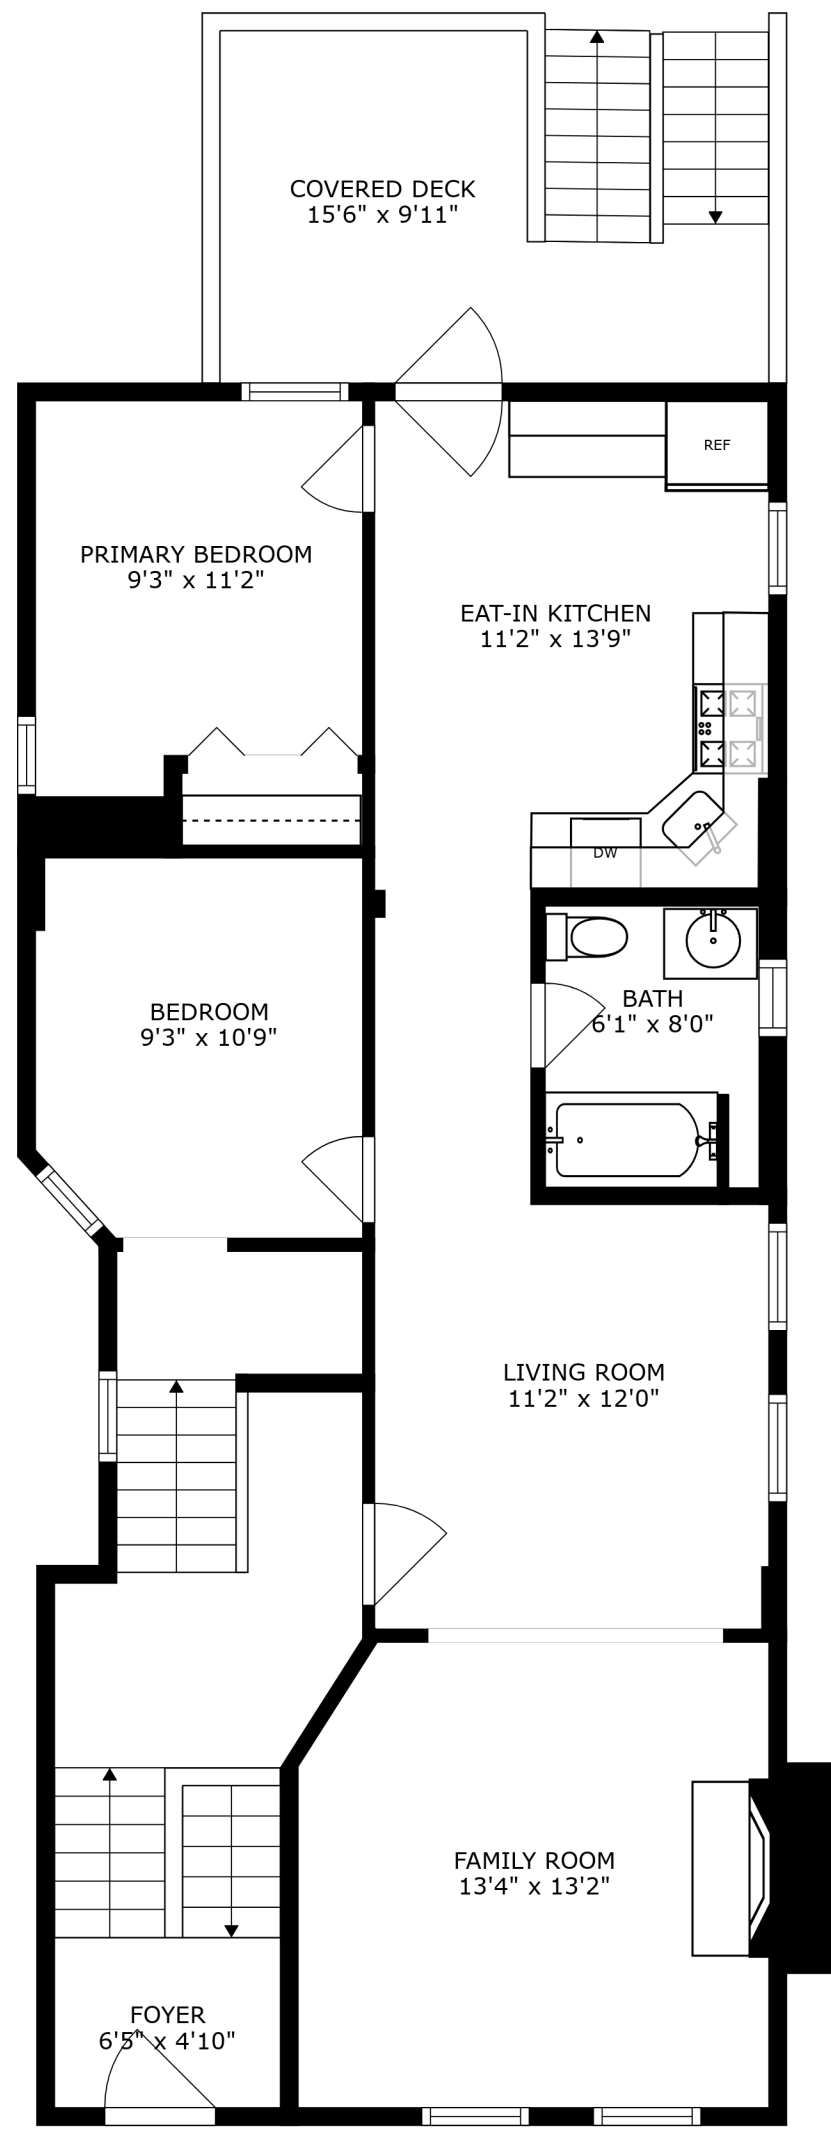 COVERED DECK
15'6" x 9'11"
REF
PRIMARY BEDROOM
9'3" x 11'2"
EAT-IN KITCHEN
11'2" x 13'9"
DW
BEDROOM
9'3" x 10'9"
BATH
6'1" x 8'0"
LIVING ROOM
11'2" x 12'0"
FAMILY ROOM
13'4" x 13'2"
FOYER
6'5" x 4'10"